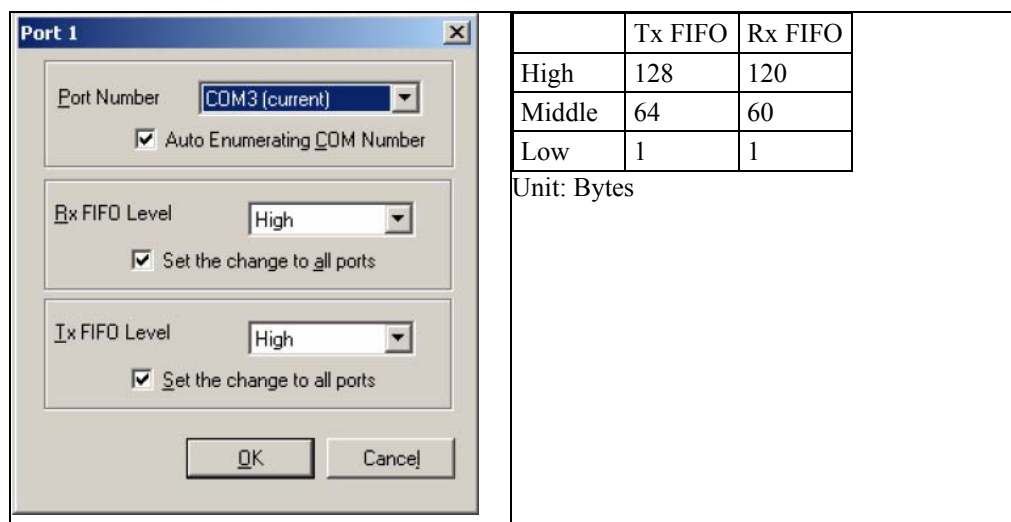 Port 1
Port Number COM3 (current)
Auto Enumerating COM Number
Rx FIFO Level High
Set the change to all ports
Tx FIFO Level High
Set the change to all ports
OK Cancel
Tx FIFO Rx FIFO
High 128 120
Middle 64 60
Low 1 1
Unit: Bytes